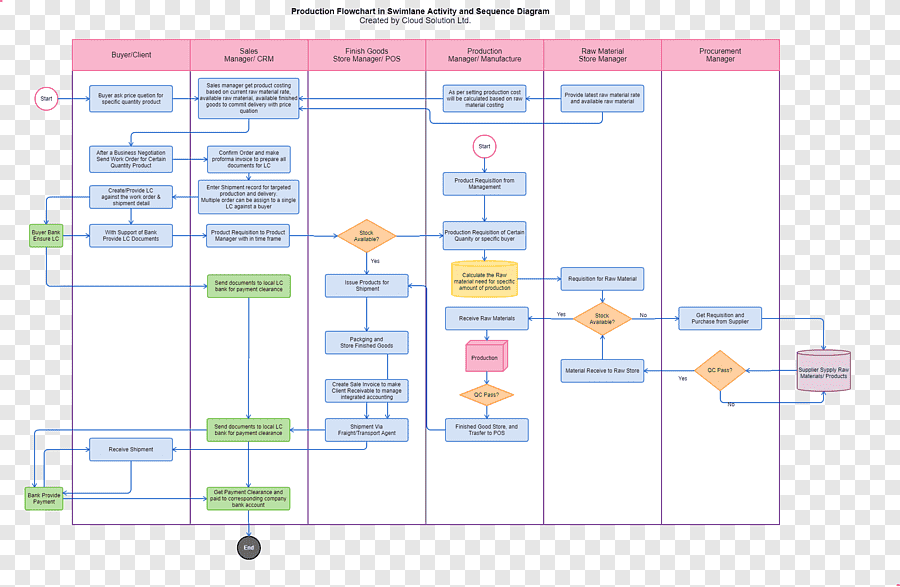 Production Flowchart in Swimlane Activity and Sequence Diagram
Created by Cloud Solution Ltd.
Buyer/Client
Sales
Manager/ CRM
Finish Goods
Store Manager/ POS
Production
Manager/ Manufacture
Raw Material
Store Manager
Procurement
Manager
Start
Buyer ask price quetion for
specific quantity product
Sales manager get product costing
based on current raw material rate,
available raw material, available finished
goods to commit delivery with price
quation
As per setting production cost
will be calculated based on raw
material costing
Provide latest raw material rate
and available raw material
After a Business Negotiation
Send Work Order for Certain
Quantity Product
Confirm Order and make
proforma invoice to prepare all
documents for LC
Start
Product Requisition from
Management
Create/Provide LC
against the work order &
shipment detail
Enter Shipment record for targeted
production and delivery.
Multiple order can be assign to a single
LC against a buyer
Buyer Bank
Ensure LC
With Support of Bank
Provide LC Documents
Product Requisition to Product
Manager with in time frame
Stock
Available?
Production Requisition of Certain
Quanity or specific buyer
Yes
Send documents to local LC
bank for payment clearance
Issue Products for
Shipment
Calculate the Raw
material need for specific
amount of production
Requisition for Raw Material
Receive Raw Materials
Yes
Stock
Available?
No
Get Requisition and
Purchase from Supplier
Packging and
Store Finished Goods
Production
Material Receive to Raw Store
Yes
QC Pass?
Supplier Supply Raw
Materials/ Products
No
Create Sale Invoice to make
Client Receivable to manage
integrated accounting
QC Pass?
Send documents to local LC
bank for payment clearance
Shipment Via
Freight/Transport Agent
Finished Good Store, and
Trasfer to POS
Receive Shipment
Bank Provide
Payment
Get Payment Clearance and
paid to corresponding company
bank account
End